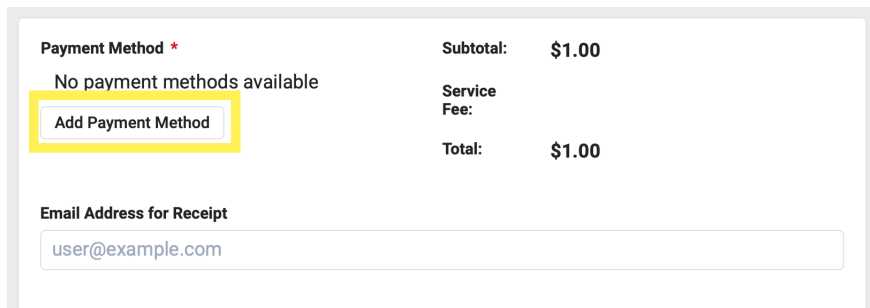 Payment Method *
No payment methods available
Add Payment Method
Subtotal: $1.00
Service
Fee:
Total: $1.00
Email Address for Receipt
user@example.com